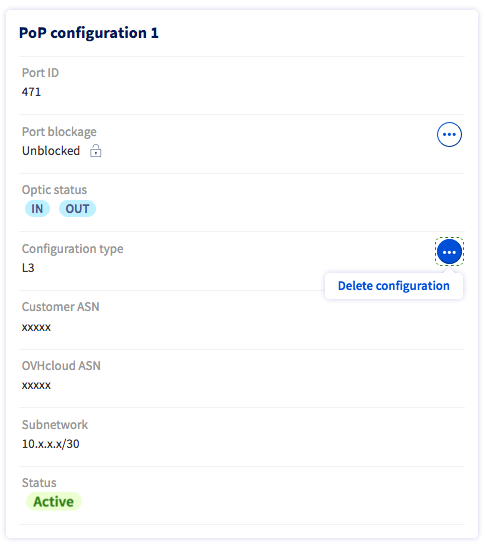 PoP configuration 1
Port ID
471
Port blockage
Unblocked
Optic status
IN OUT
Configuration type
L3
Delete configuration
Customer ASN
xxxxx
OVHcloud ASN
xxxxx
Subnetwork
10.x.x.x/30
Status
Active